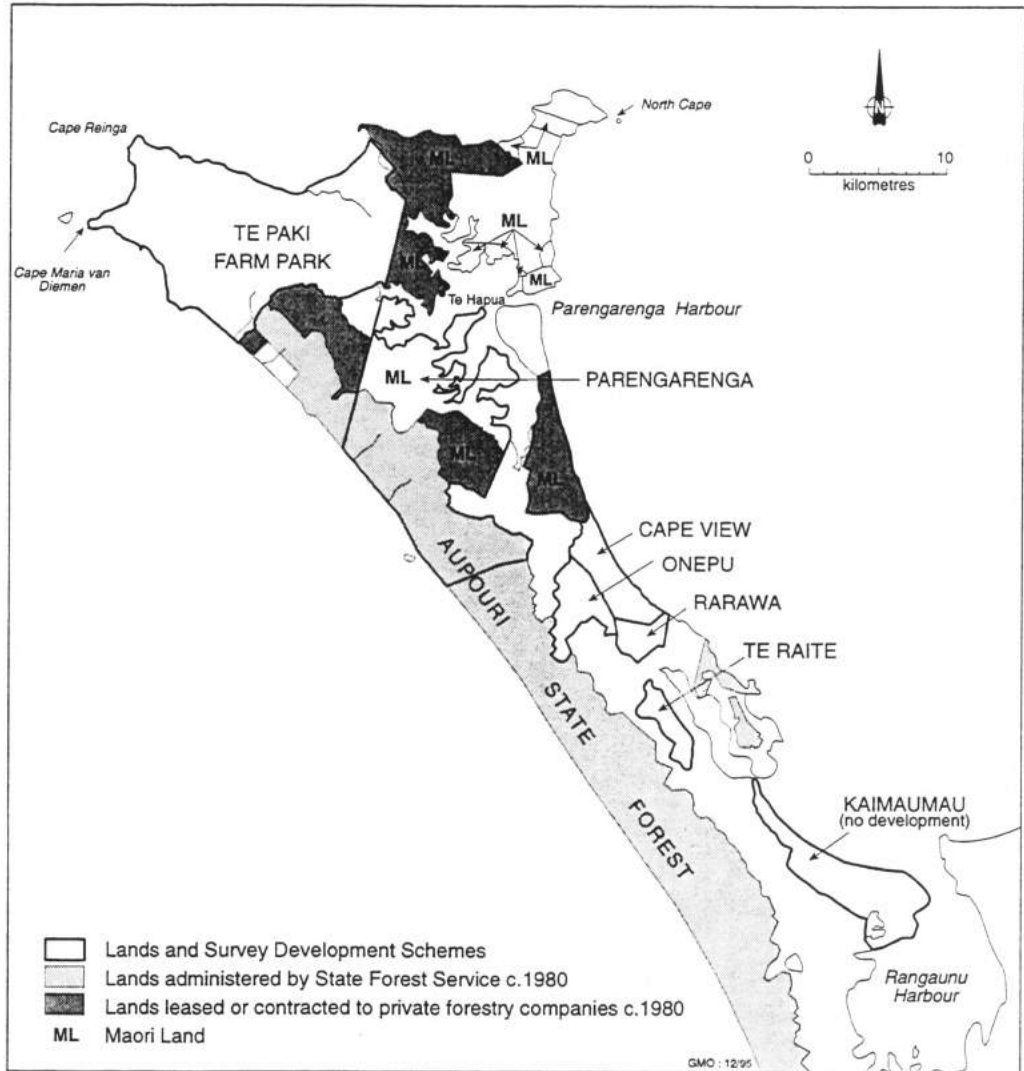 North Cape
Cape Reinga
N
0 10
kilometres
ML
ML
ML
TE PAKI
FARM PARK
ML
ML
Cape Maria van
Diemen
Te Hapua
Parengarenga Harbour
ML
PARENGARENGA
ML
ML
CAPE VIEW
ONEPU
RARAWA
TE RAITE
AUPOURI
STATE
FOREST
KAIMAUMAU
(no development)
Rangaunu
Harbour
Lands and Survey Development Schemes
Lands administered by State Forest Service c.1980
Lands leased or contracted to private forestry companies c.1980
ML Maori Land
GMO : 12/95